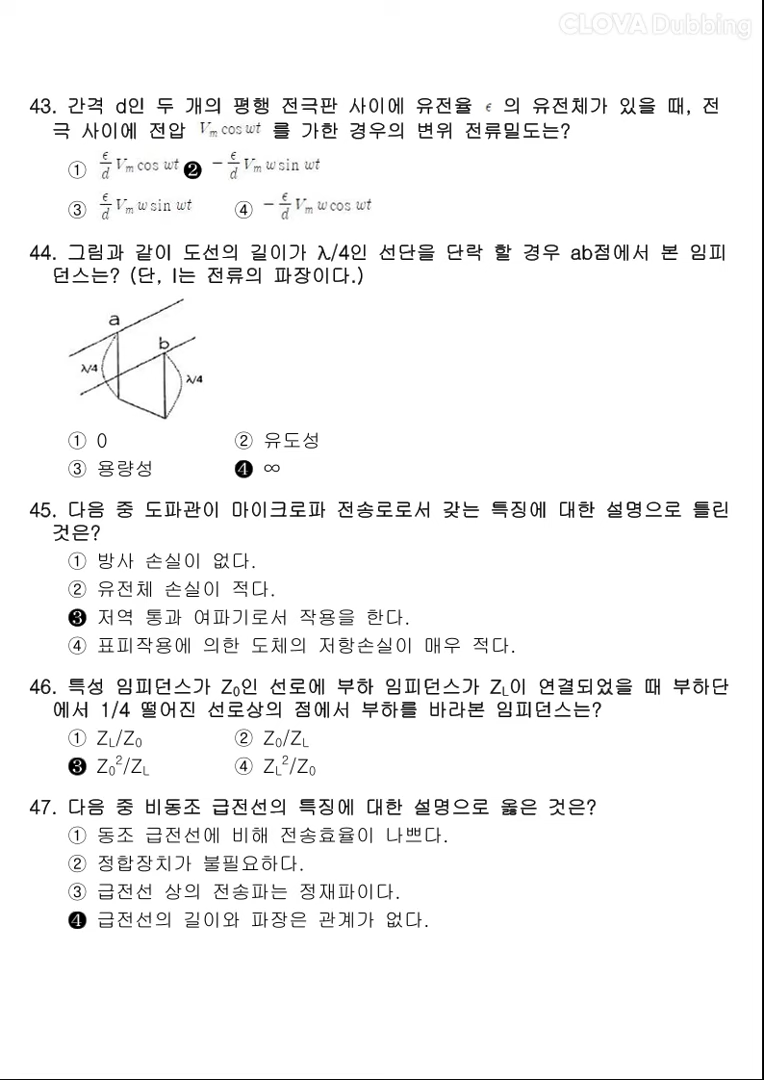 CLOVA Dubbing
43. 간격 d인 두 개의 평행 전극판 사이에 유전율 ϵ 의 유전체가 있을 때, 전
극 사이에 전압 Vₘ cos wt 를 가한 경우의 변위 전류밀도는?
① ϵ/d Vₘ cos wt ❷ − ϵ/d Vₘ w sin wt
③ ϵ/d Vₘ w sin wt ④ − ϵ/d Vₘ w cos wt
44. 그림과 같이 도선의 길이가 λ/4인 선단을 단락 할 경우 ab점에서 본 임피
던스는? (단, l는 전류의 파장이다.)
a
b
λ/4
λ/4
① 0 ② 유도성
③ 용량성 ❹ ∞
45. 다음 중 도파관이 마이크로파 전송로로서 갖는 특징에 대한 설명으로 틀린
것은?
① 방사 손실이 없다.
② 유전체 손실이 적다.
❸ 저역 통과 여파기로서 작용을 한다.
④ 표피작용에 의한 도체의 저항손실이 매우 적다.
46. 특성 임피던스가 Z₀인 선로에 부하 임피던스가 Z_L이 연결되었을 때 부하단
에서 1/4 떨어진 선로상의 점에서 부하를 바라본 임피던스는?
① Z_L/Z₀ ② Z₀/Z_L
❸ Z₀²/Z_L ④ Z_L²/Z₀
47. 다음 중 비동조 급전선의 특징에 대한 설명으로 옳은 것은?
① 동조 급전선에 비해 전송효율이 나쁘다.
② 정합장치가 불필요하다.
③ 급전선 상의 전송파는 정재파이다.
❹ 급전선의 길이와 파장은 관계가 없다.